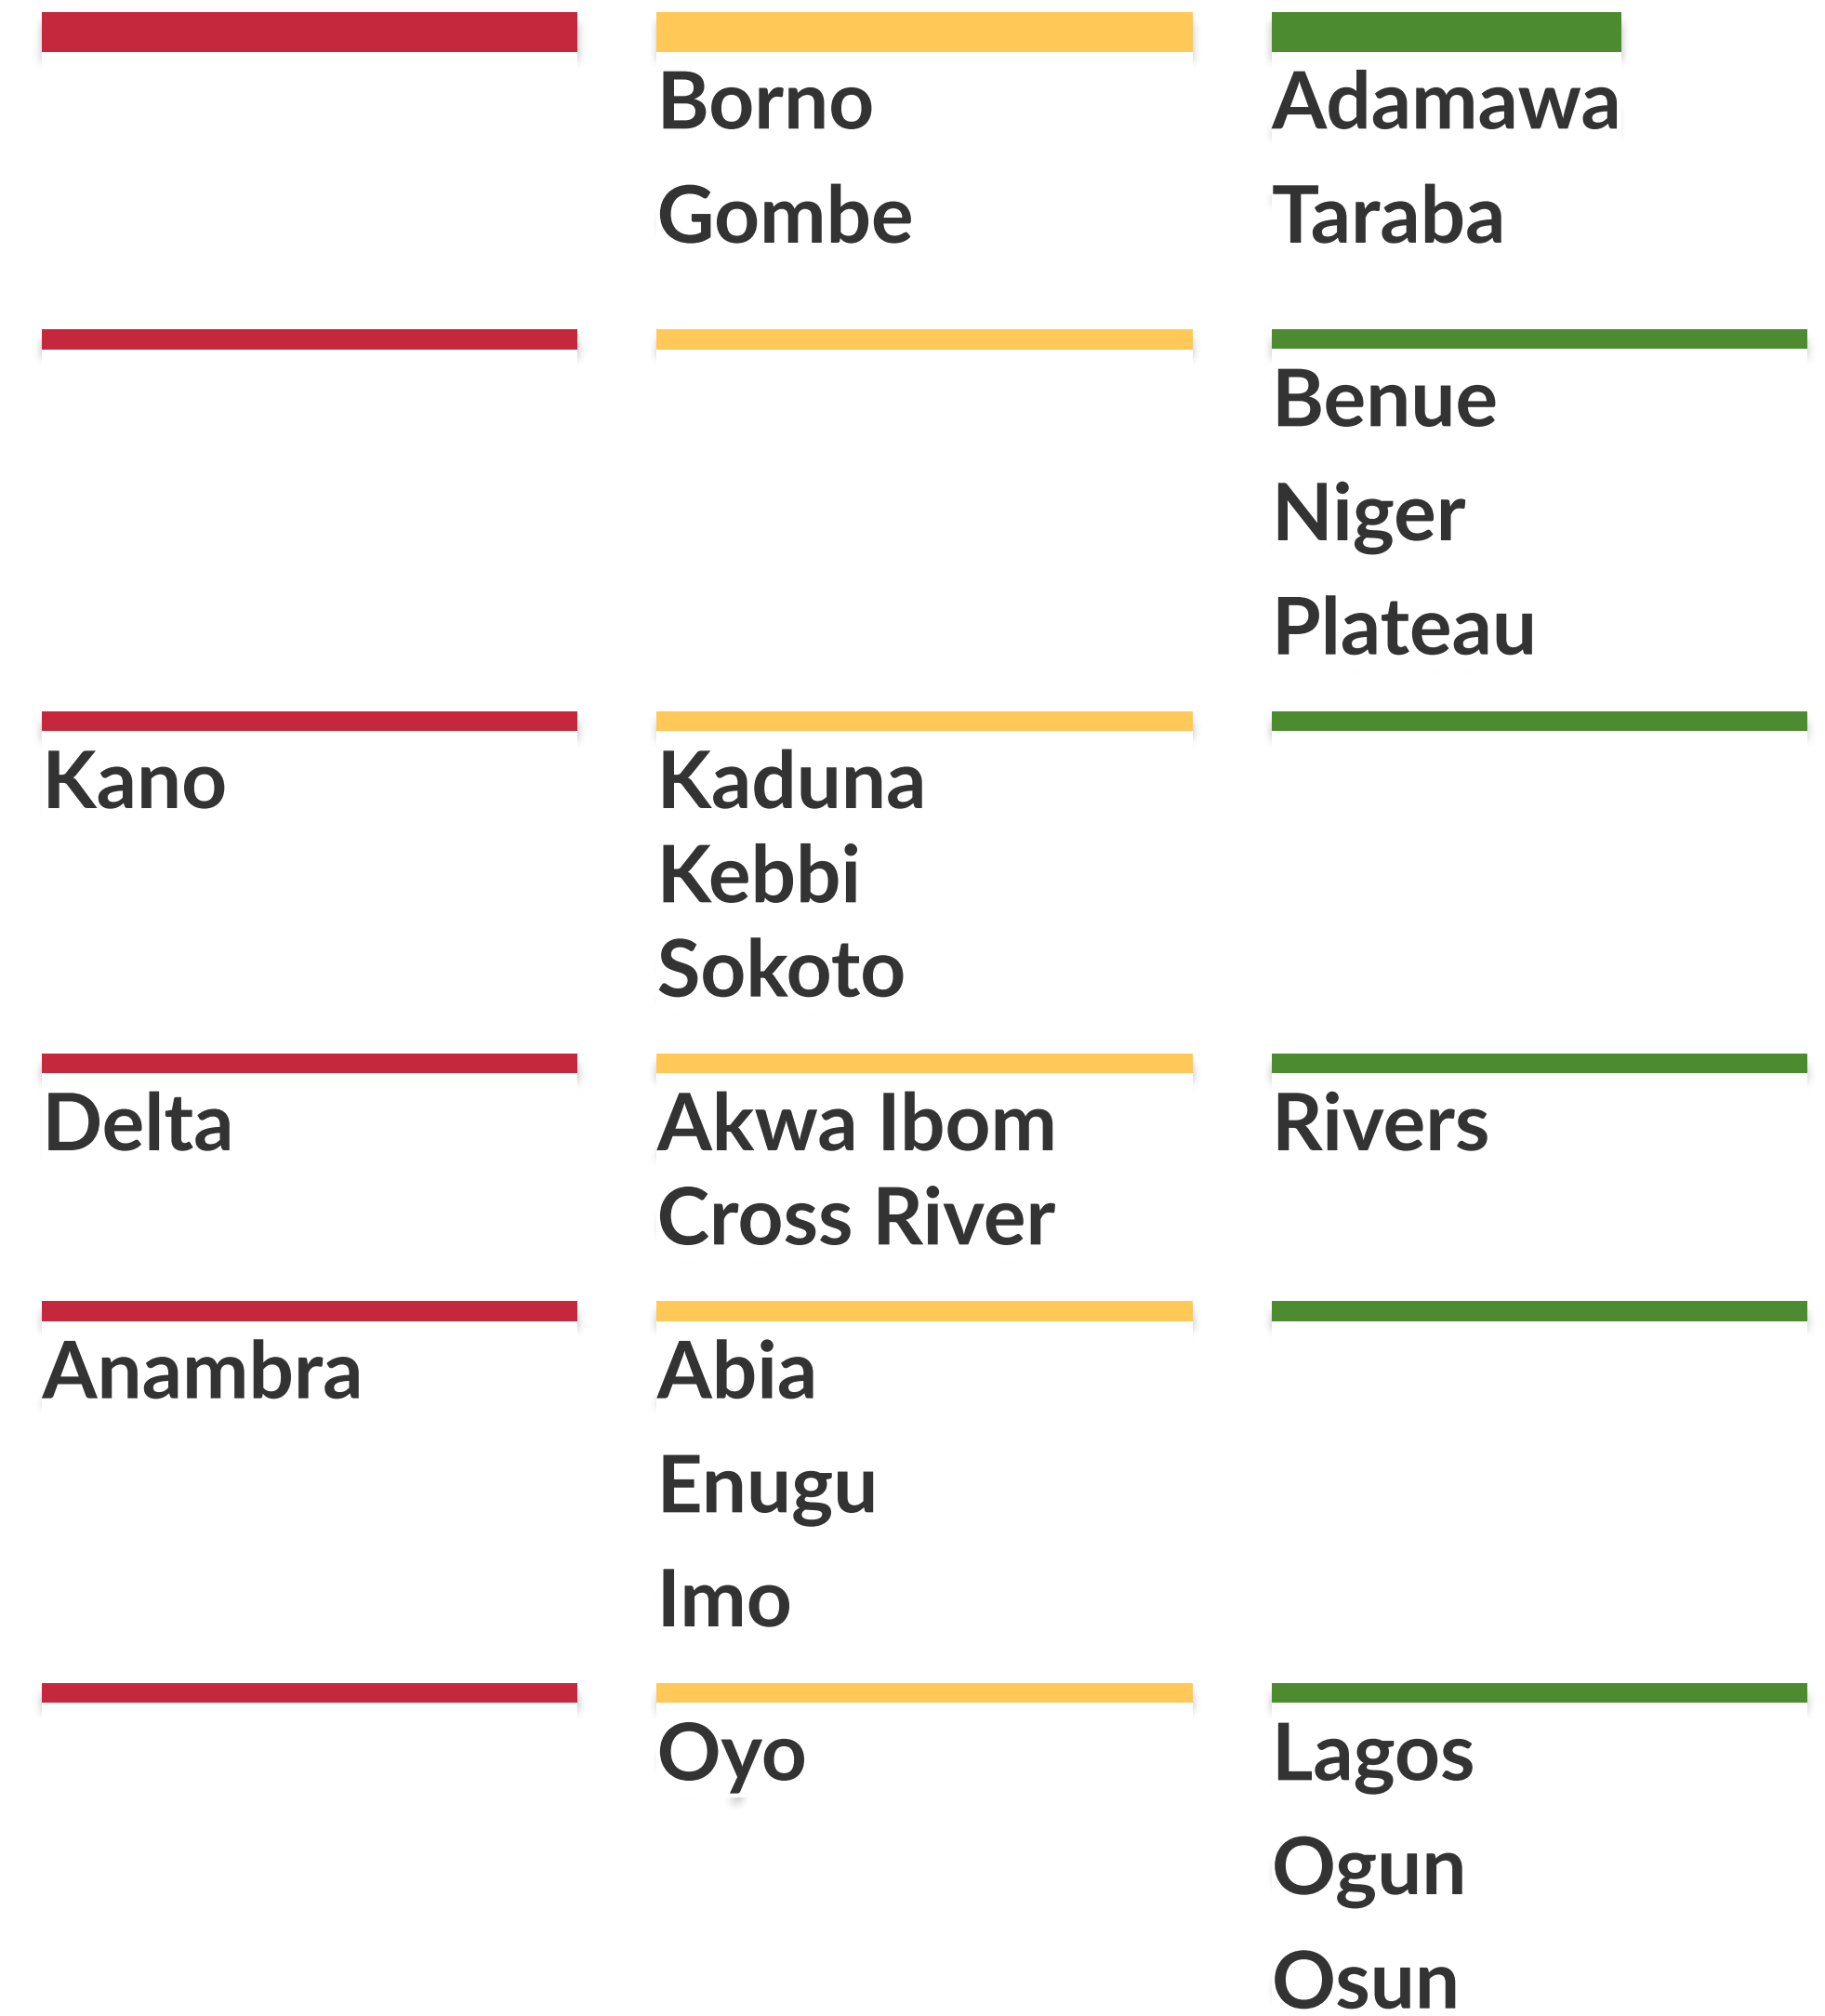 Borno
Gombe
Adamawa
Taraba
Benue
Niger
Plateau
Kano
Kaduna
Kebbi
Sokoto
Delta
Akwa Ibom
Cross River
Rivers
Anambra
Abia
Enugu
Imo
Oyo
Lagos
Ogun
Osun